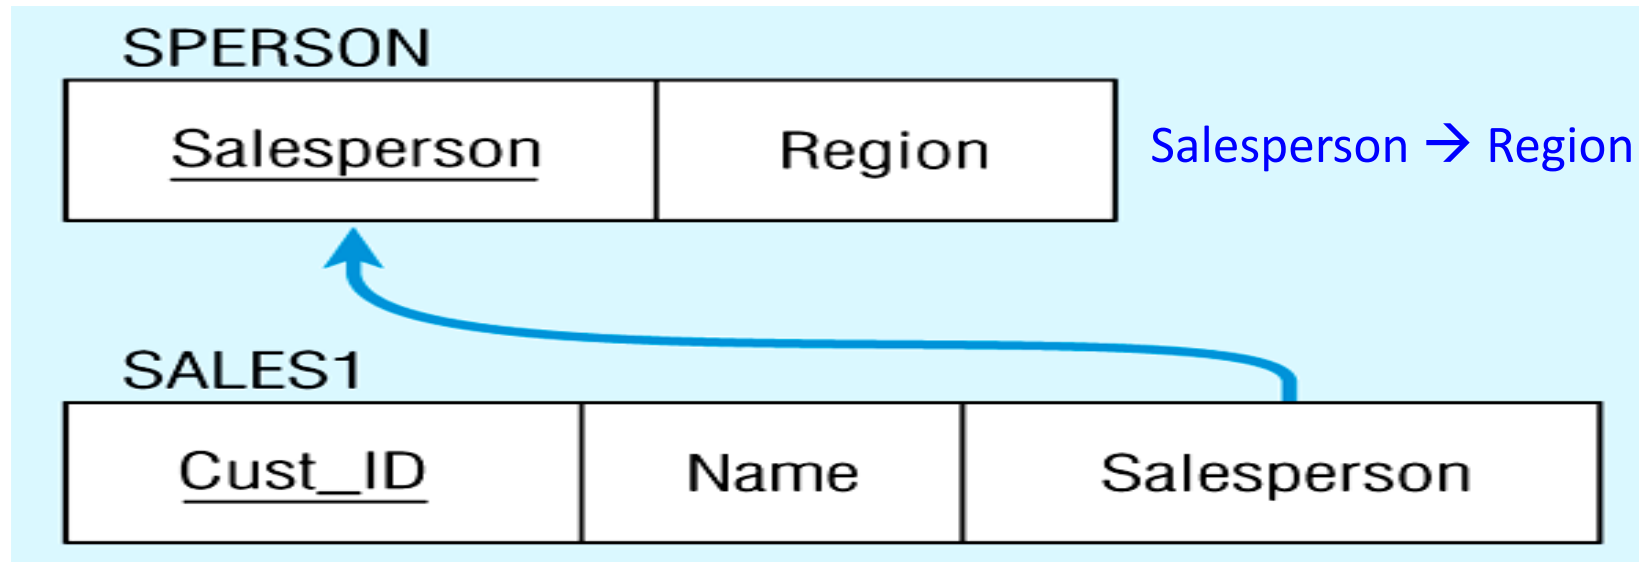 SPERSON
Salesperson Region Salesperson → Region
SALES1
Cust_ID Name Salesperson